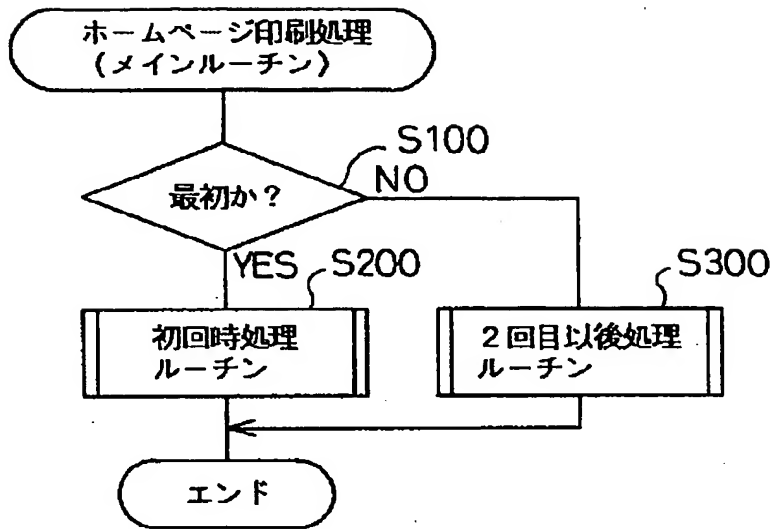 ホームページ印刷処理
(メインルーチン)
S100
最初か?
NO
YES
S200
S300
初回時処理
ルーチン
2回目以後処理
ルーチン
エンド